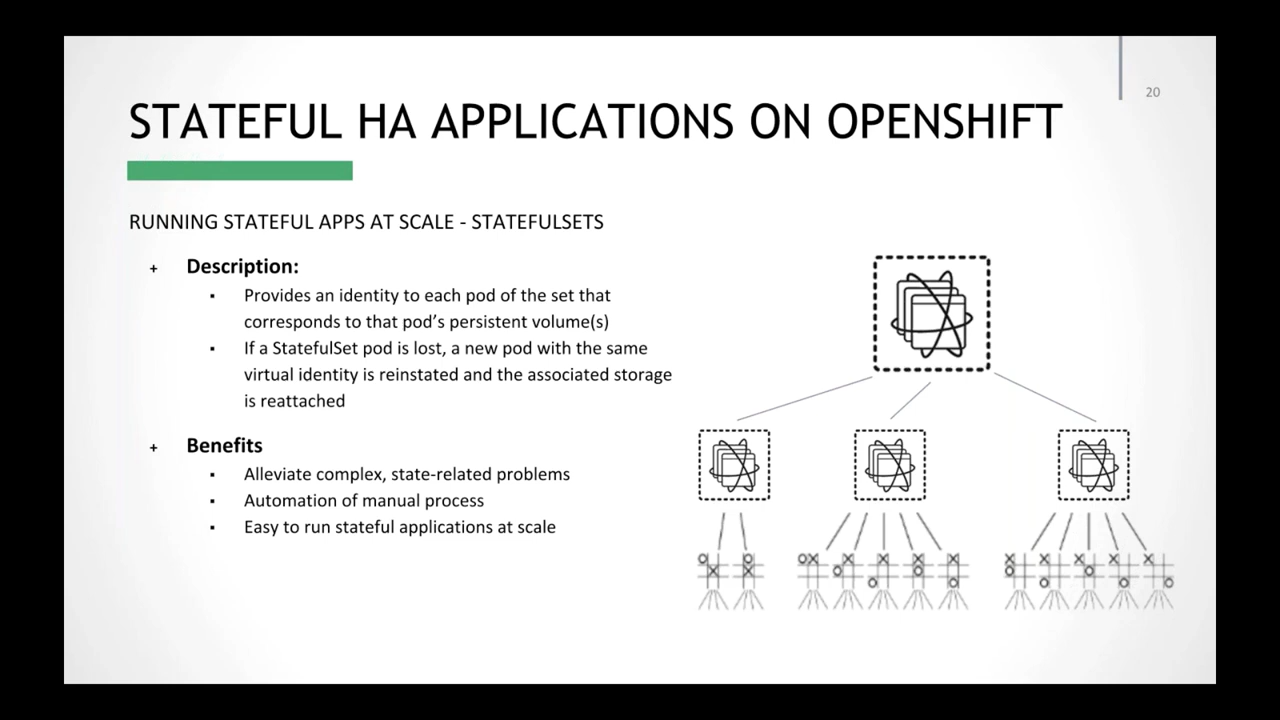 20
STATEFUL HA APPLICATIONS ON OPENSHIFT
RUNNING STATEFUL APPS AT SCALE - STATEFULSETS
+ Description:
▪ Provides an identity to each pod of the set that
corresponds to that pod’s persistent volume(s)
▪ If a StatefulSet pod is lost, a new pod with the same
virtual identity is reinstated and the associated storage
is reattached
+ Benefits
▪ Alleviate complex, state-related problems
▪ Automation of manual process
▪ Easy to run stateful applications at scale